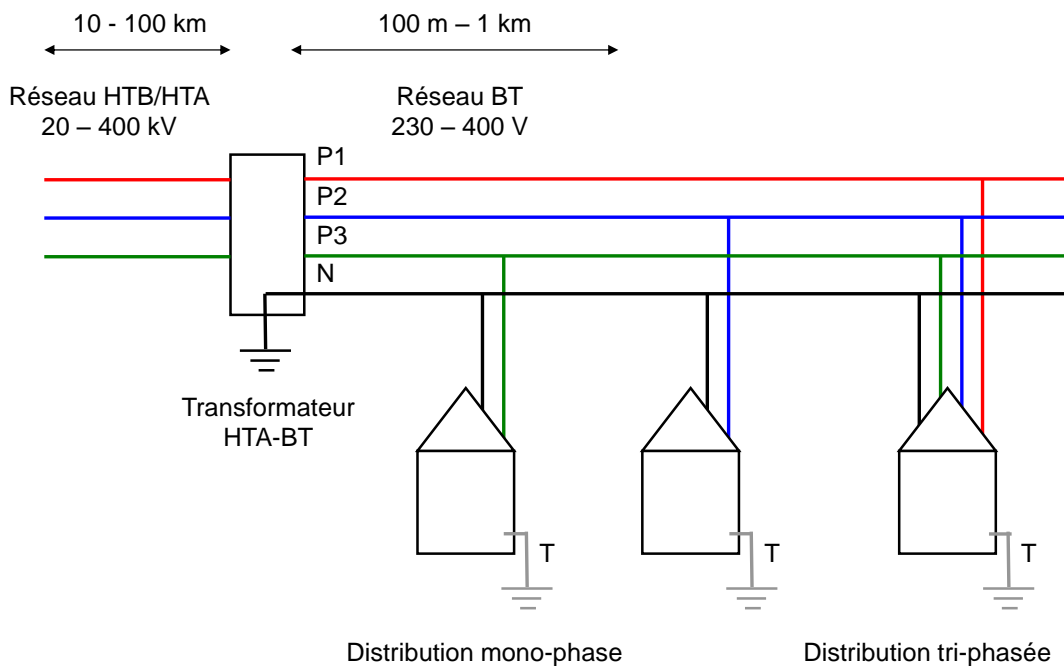 10 - 100 km
100 m – 1 km
Réseau HTB/HTA
20 – 400 kV
Réseau BT
230 – 400 V
P1
P2
P3
N
Transformateur
HTA-BT
T
T
T
Distribution mono-phase
Distribution tri-phasée